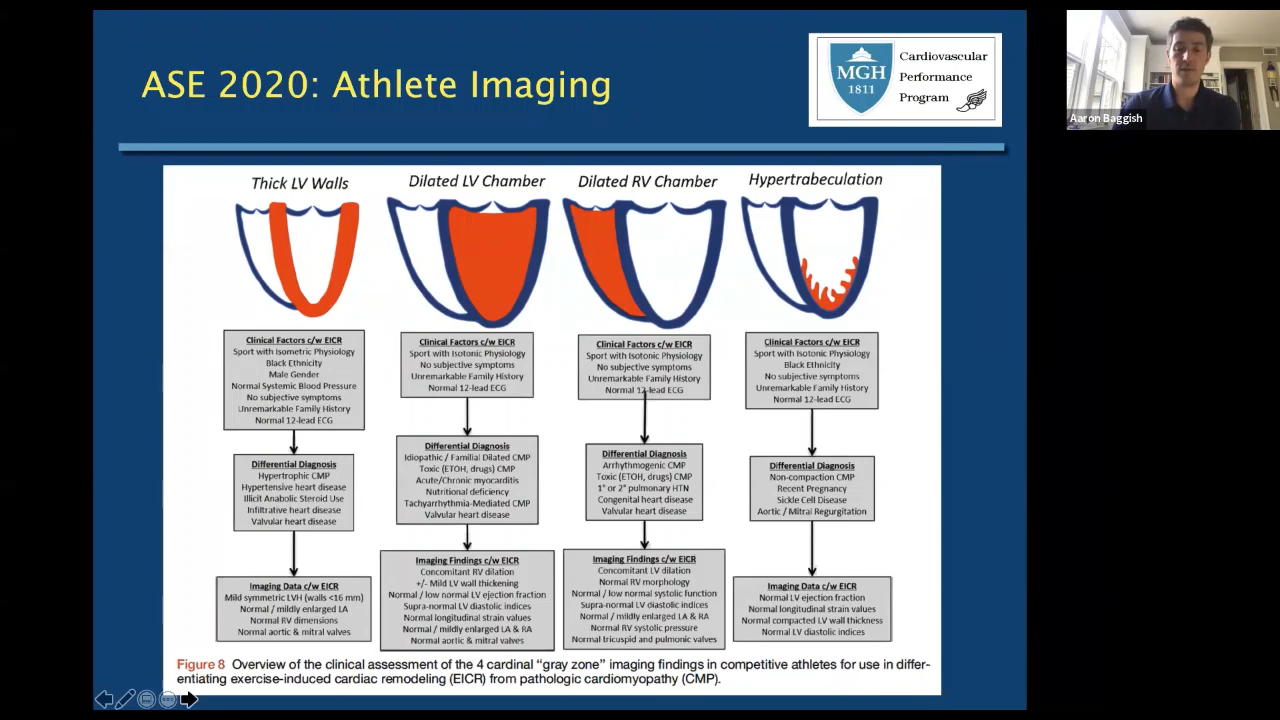 ASE 2020: Athlete Imaging
MGH
1811
Cardiovascular
Performance
Program
Aaron Baggish
Thick LV Walls
Clinical Factors c/w EICR
Sport with Isometric Physiology
Black Ethnicity
Male Gender
Normal Systemic Blood Pressure
No subjective symptoms
Unremarkable Family History
Normal 12-lead ECG
Differential Diagnosis
Hypertrophic CMP
Hypertensive heart disease
Illicit Anabolic Steroid Use
Infiltrative heart disease
Valvular heart disease
Imaging Data c/w EICR
Mild symmetric LVH (walls <16 mm)
Normal / mildly enlarged LA
Normal RV dimensions
Normal aortic & mitral valves
Dilated LV Chamber
Clinical Factors c/w EICR
Sport with Isotonic Physiology
No subjective symptoms
Unremarkable Family History
Normal 12-lead ECG
Differential Diagnosis
Idiopathic / Familial Dilated CMP
Toxic (ETOH, drugs) CMP
Acute/Chronic myocarditis
Nutritional deficiency
Tachyarrhythmia-Mediated CMP
Valvular heart disease
Imaging Findings c/w EICR
Concomitant RV dilation
+/- Mild LV wall thickening
Normal / low normal LV ejection fraction
Supra-normal LV diastolic indices
Normal longitudinal strain values
Normal / mildly enlarged LA & RA
Normal aortic & mitral valves
Dilated RV Chamber
Clinical Factors c/w EICR
Sport with Isotonic Physiology
No subjective symptoms
Unremarkable Family History
Normal 12-lead ECG
Differential Diagnosis
Arrhythmogenic CMP
Toxic (ETOH, drugs) CMP
1° or 2° pulmonary HTN
Congenital heart disease
Valvular heart disease
Imaging Findings c/w EICR
Concomitant LV dilation
Normal RV morphology
Normal / low normal systolic function
Supra-normal LV diastolic indices
Normal / mildly enlarged LA & RA
Normal RV systolic pressure
Normal tricuspid and pulmonic valves
Hypertrabeculation
Clinical Factors c/w EICR
Sport with Isotonic Physiology
Black Ethnicity
No subjective symptoms
Unremarkable Family History
Normal 12-lead ECG
Differential Diagnosis
Non-compaction CMP
Recent Pregnancy
Sickle Cell Disease
Aortic / Mitral Regurgitation
Imaging Data c/w EICR
Normal LV ejection fraction
Normal longitudinal strain values
Normal compacted LV wall thickness
Normal LV diastolic indices
Figure 8 Overview of the clinical assessment of the 4 cardinal “gray zone” imaging findings in competitive athletes for use in differ-
entiating exercise-induced cardiac remodeling (EICR) from pathologic cardiomyopathy (CMP).